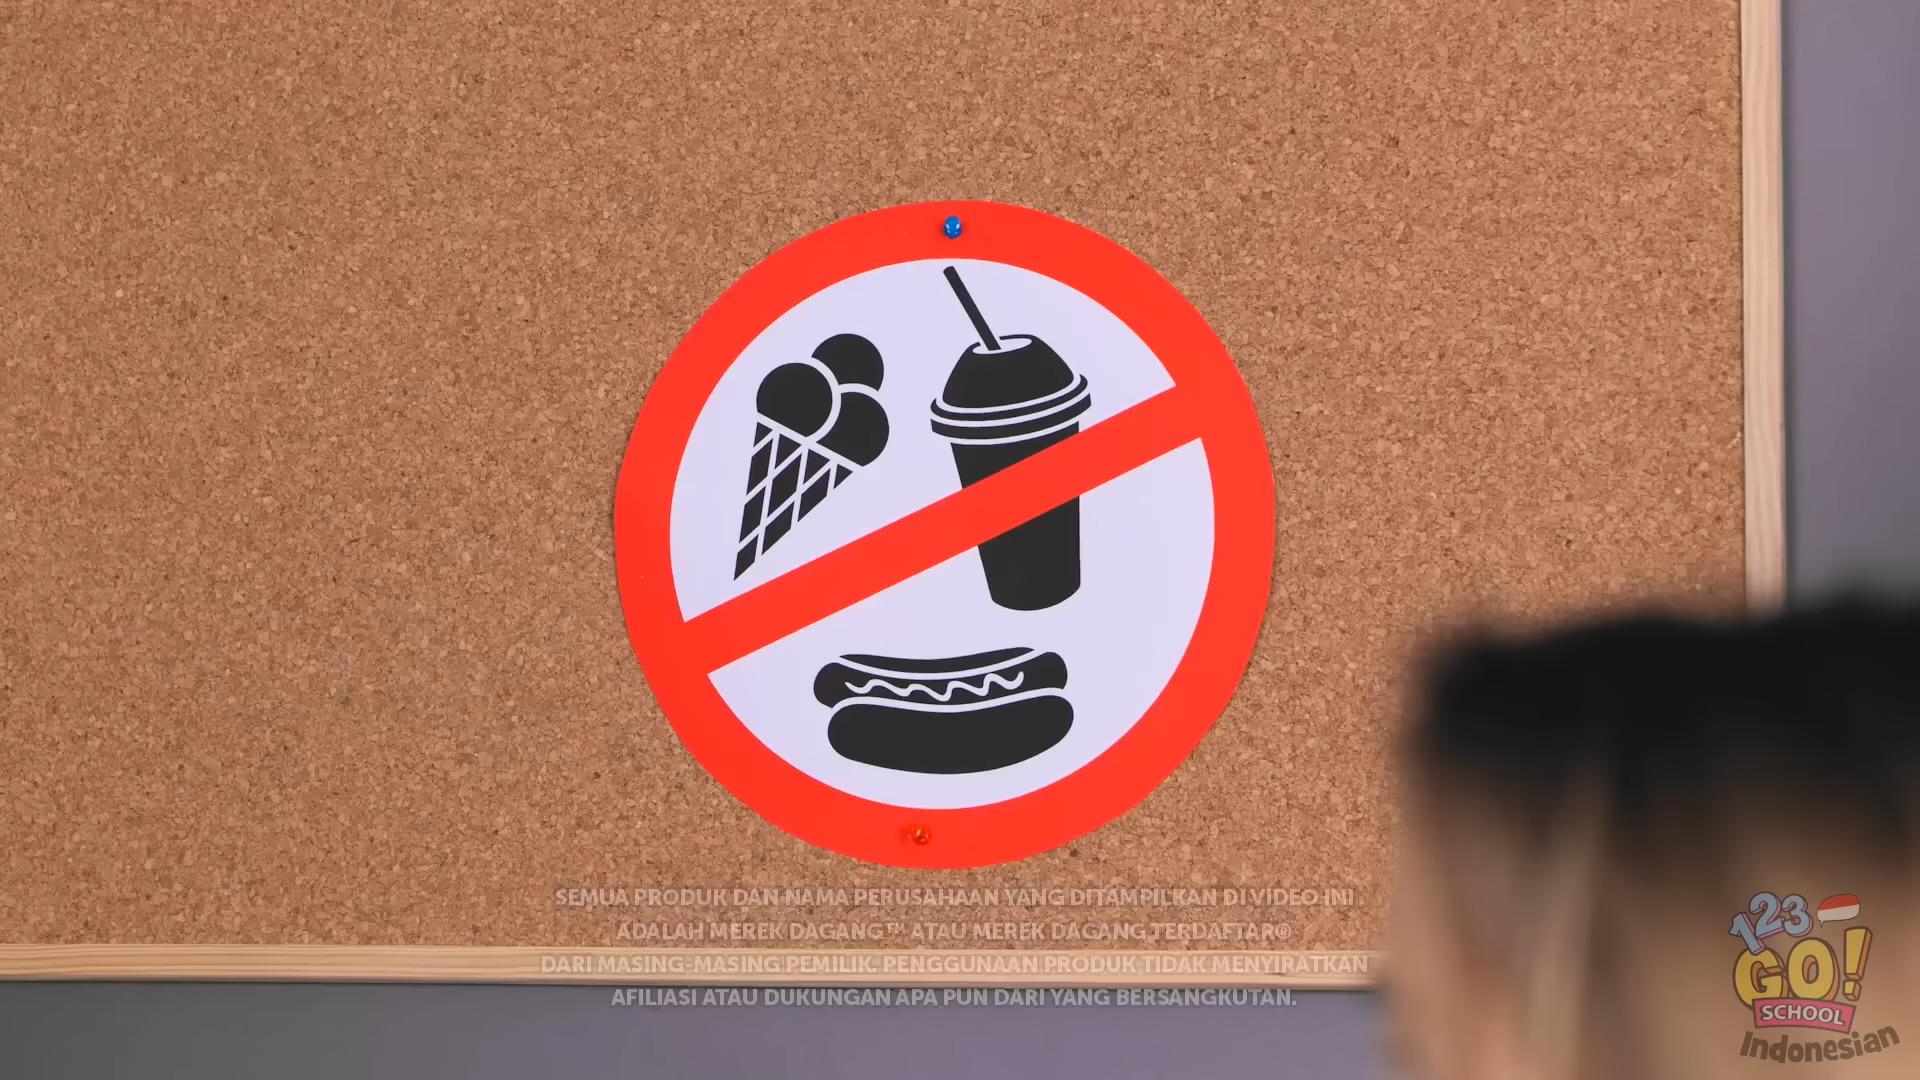 SEMUA PRODUK DAN NAMA PERUSAHAAN YANG DITAMPILKAN DI VIDEO INI
ADALAH MEREK DAGANG™ ATAU MEREK DAGANG TERDAFTAR®
DARI MASING-MASING PEMILIK. PENGGUNAAN PRODUK TIDAK MENYIRATKAN
AFILIASI ATAU DUKUNGAN APA PUN DARI YANG BERSANGKUTAN.
123
GO!
SCHOOL
Indonesian